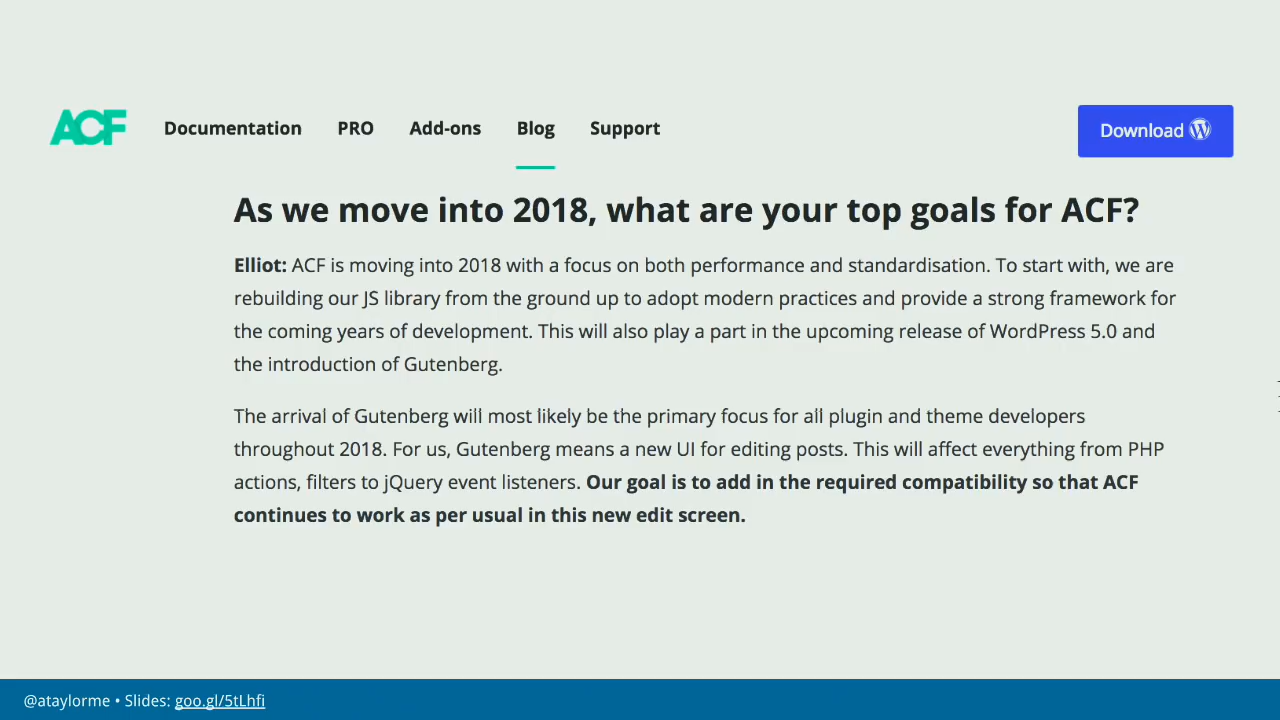 ACF Documentation PRO Add-ons Blog Support Download
As we move into 2018, what are your top goals for ACF?
Elliot: ACF is moving into 2018 with a focus on both performance and standardisation. To start with, we are
rebuilding our JS library from the ground up to adopt modern practices and provide a strong framework for
the coming years of development. This will also play a part in the upcoming release of WordPress 5.0 and
the introduction of Gutenberg.
The arrival of Gutenberg will most likely be the primary focus for all plugin and theme developers
throughout 2018. For us, Gutenberg means a new UI for editing posts. This will affect everything from PHP
actions, filters to jQuery event listeners. Our goal is to add in the required compatibility so that ACF
continues to work as per usual in this new edit screen.
@ataylorme • Slides: goo.gl/5tLhfi